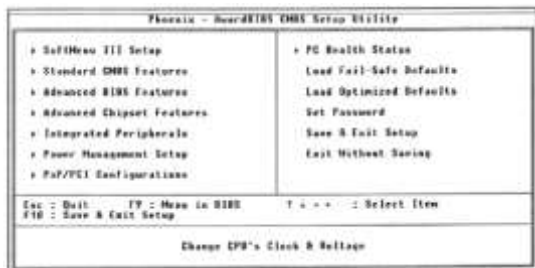 Phoenix - AwardBIOS CMOS Setup Utility
▸ SoftMenu III Setup
▸ Standard CMOS Features
▸ Advanced BIOS Features
▸ Advanced Chipset Features
▸ Integrated Peripherals
▸ Power Management Setup
▸ PnP/PCI Configurations
▸ PC Health Status
Load Fail-Safe Defaults
Load Optimized Defaults
Set Password
Save & Exit Setup
Exit Without Saving
Esc : Quit : Menu in BIOS : Select Item
F10 : Save & Exit Setup
Change CPU's Clock & Voltage